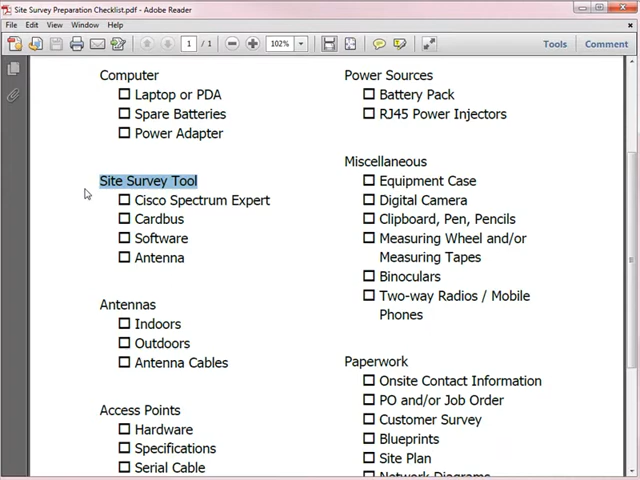 Site Survey Preparation Checklist.pdf - Adobe Reader
File Edit View Window Help
1 / 1 102% Tools Comment
Computer
Laptop or PDA
Spare Batteries
Power Adapter
Site Survey Tool
Cisco Spectrum Expert
Cardbus
Software
Antenna
Antennas
Indoors
Outdoors
Antenna Cables
Access Points
Hardware
Specifications
Serial Cable
Power Sources
Battery Pack
RJ45 Power Injectors
Miscellaneous
Equipment Case
Digital Camera
Clipboard, Pen, Pencils
Measuring Wheel and/or
Measuring Tapes
Binoculars
Two-way Radios / Mobile
Phones
Paperwork
Onsite Contact Information
PO and/or Job Order
Customer Survey
Blueprints
Site Plan
Network Diagrams